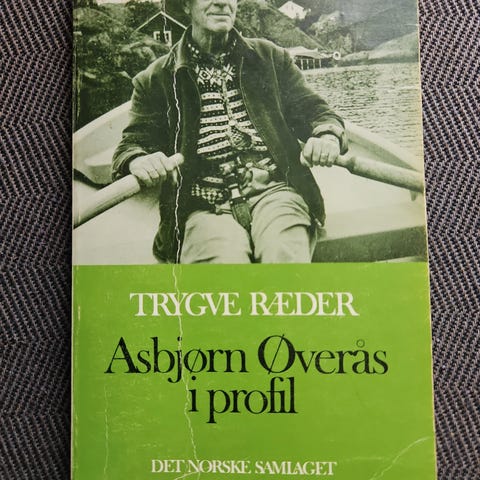 TRYGVE RÆDER
Asbjørn Øverås
i profil
DET NORSKE SAMLAGET